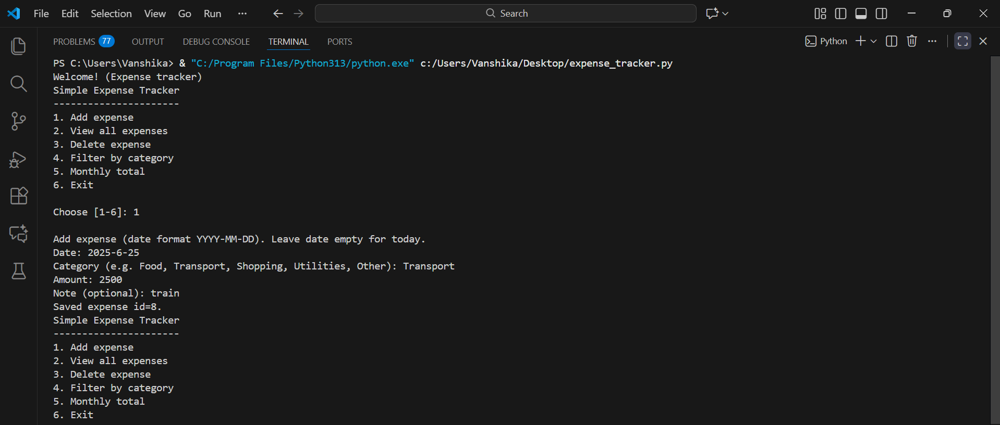 File Edit Selection View Go Run ··· Search
PROBLEMS 77 OUTPUT DEBUG CONSOLE TERMINAL PORTS Python
PS C:\Users\Vanshika> & "C:/Program Files/Python313/python.exe" c:/Users/Vanshika/Desktop/expense_tracker.py
Welcome! (Expense tracker)
Simple Expense Tracker
----------------------
1. Add expense
2. View all expenses
3. Delete expense
4. Filter by category
5. Monthly total
6. Exit
Choose [1-6]: 1
Add expense (date format YYYY-MM-DD). Leave date empty for today.
Date: 2025-6-25
Category (e.g. Food, Transport, Shopping, Utilities, Other): Transport
Amount: 2500
Note (optional): train
Saved expense id=8.
Simple Expense Tracker
----------------------
1. Add expense
2. View all expenses
3. Delete expense
4. Filter by category
5. Monthly total
6. Exit